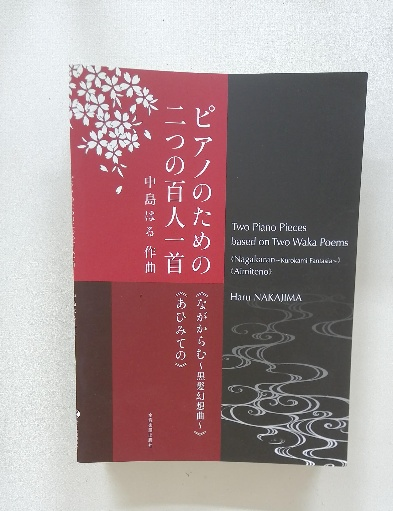 ピアノのための
二つの百人一首
中島はる 作曲
《ながからむ~黒髪幻想曲~》
《あひみての》
Two Piano Pieces
based on Two Waka Poems
《Nagakaran~Kurokami Fantasia~》
《Aimiteno》
Haru NAKAJIMA